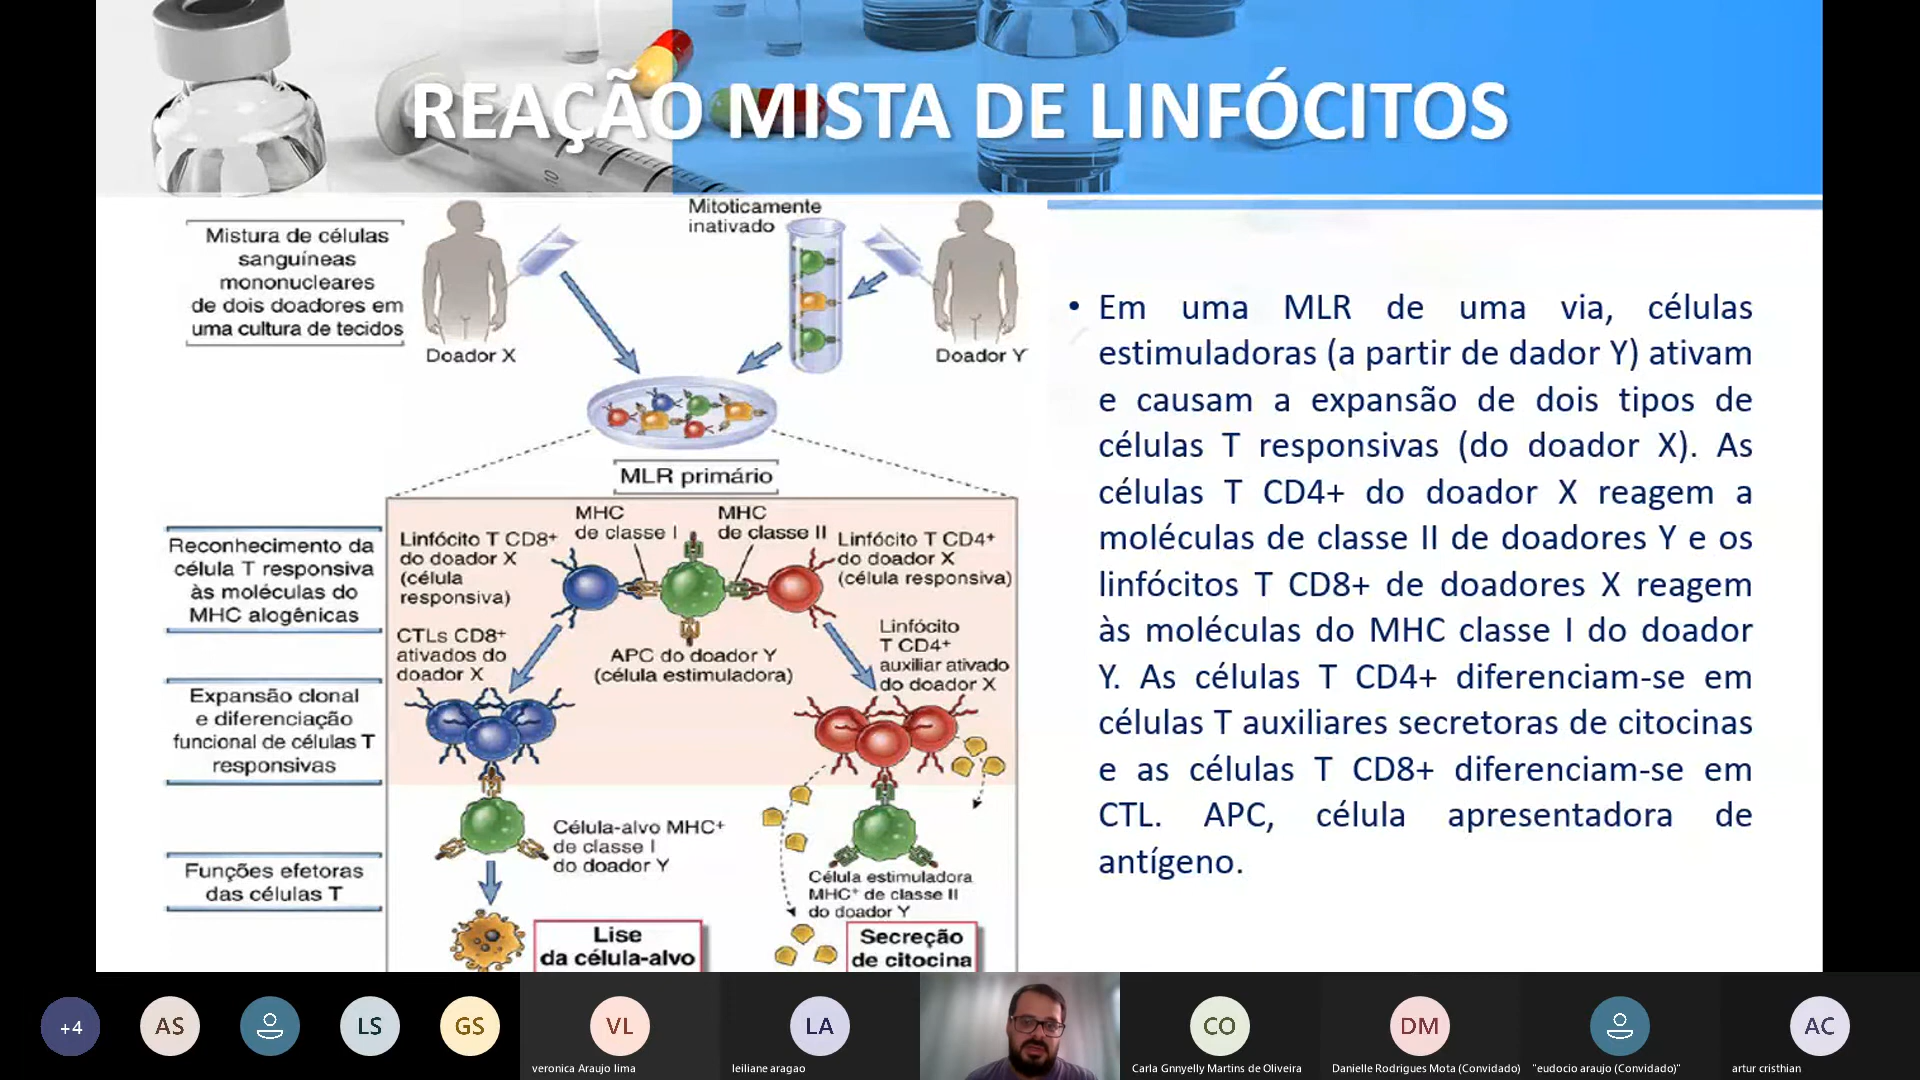 REAÇÃO MISTA DE LINFÓCITOS
10
Mistura de células
sanguíneas
mononucleares
de dois doadores em
uma cultura de tecidos
Doador X
Mitoticamente
inativado
Doador Y
MLR primário
Reconhecimento da
célula T responsiva
às moléculas do
MHC alogênicas
Linfócito T CD8+
do doador X
(célula
responsiva)
MHC
de classe I
MHC
de classe II
Linfócito T CD4+
do doador X
(célula responsiva)
CTLs CD8+
ativados do
doador X
APC do doador Y
(célula estimuladora)
Linfócito
T CD4+
auxiliar ativado
do doador X
Expansão clonal
e diferenciação
funcional de células T
responsivas
Funções efetoras
das células T
Célula-alvo MHC+
de classe I
do doador Y
Célula estimuladora
MHC+ de classe II
do doador Y
Lise
da célula-alvo
Secreção
de citocina
• Em uma MLR de uma via, células
estimuladoras (a partir de dador Y) ativam
e causam a expansão de dois tipos de
células T responsivas (do doador X). As
células T CD4+ do doador X reagem a
moléculas de classe II de doadores Y e os
linfócitos T CD8+ de doadores X reagem
às moléculas do MHC classe I do doador
Y. As células T CD4+ diferenciam-se em
células T auxiliares secretoras de citocinas
e as células T CD8+ diferenciam-se em
CTL. APC, célula apresentadora de
antígeno.
+4
AS
LS
GS
VL
veronica Araujo lima
LA
leiliane aragao
CO
Carla Gnnyelly Martins de Oliveira
DM
Danielle Rodrigues Mota (Convidado)
"eudocio araujo (Convidado)"
AC
artur cristhian